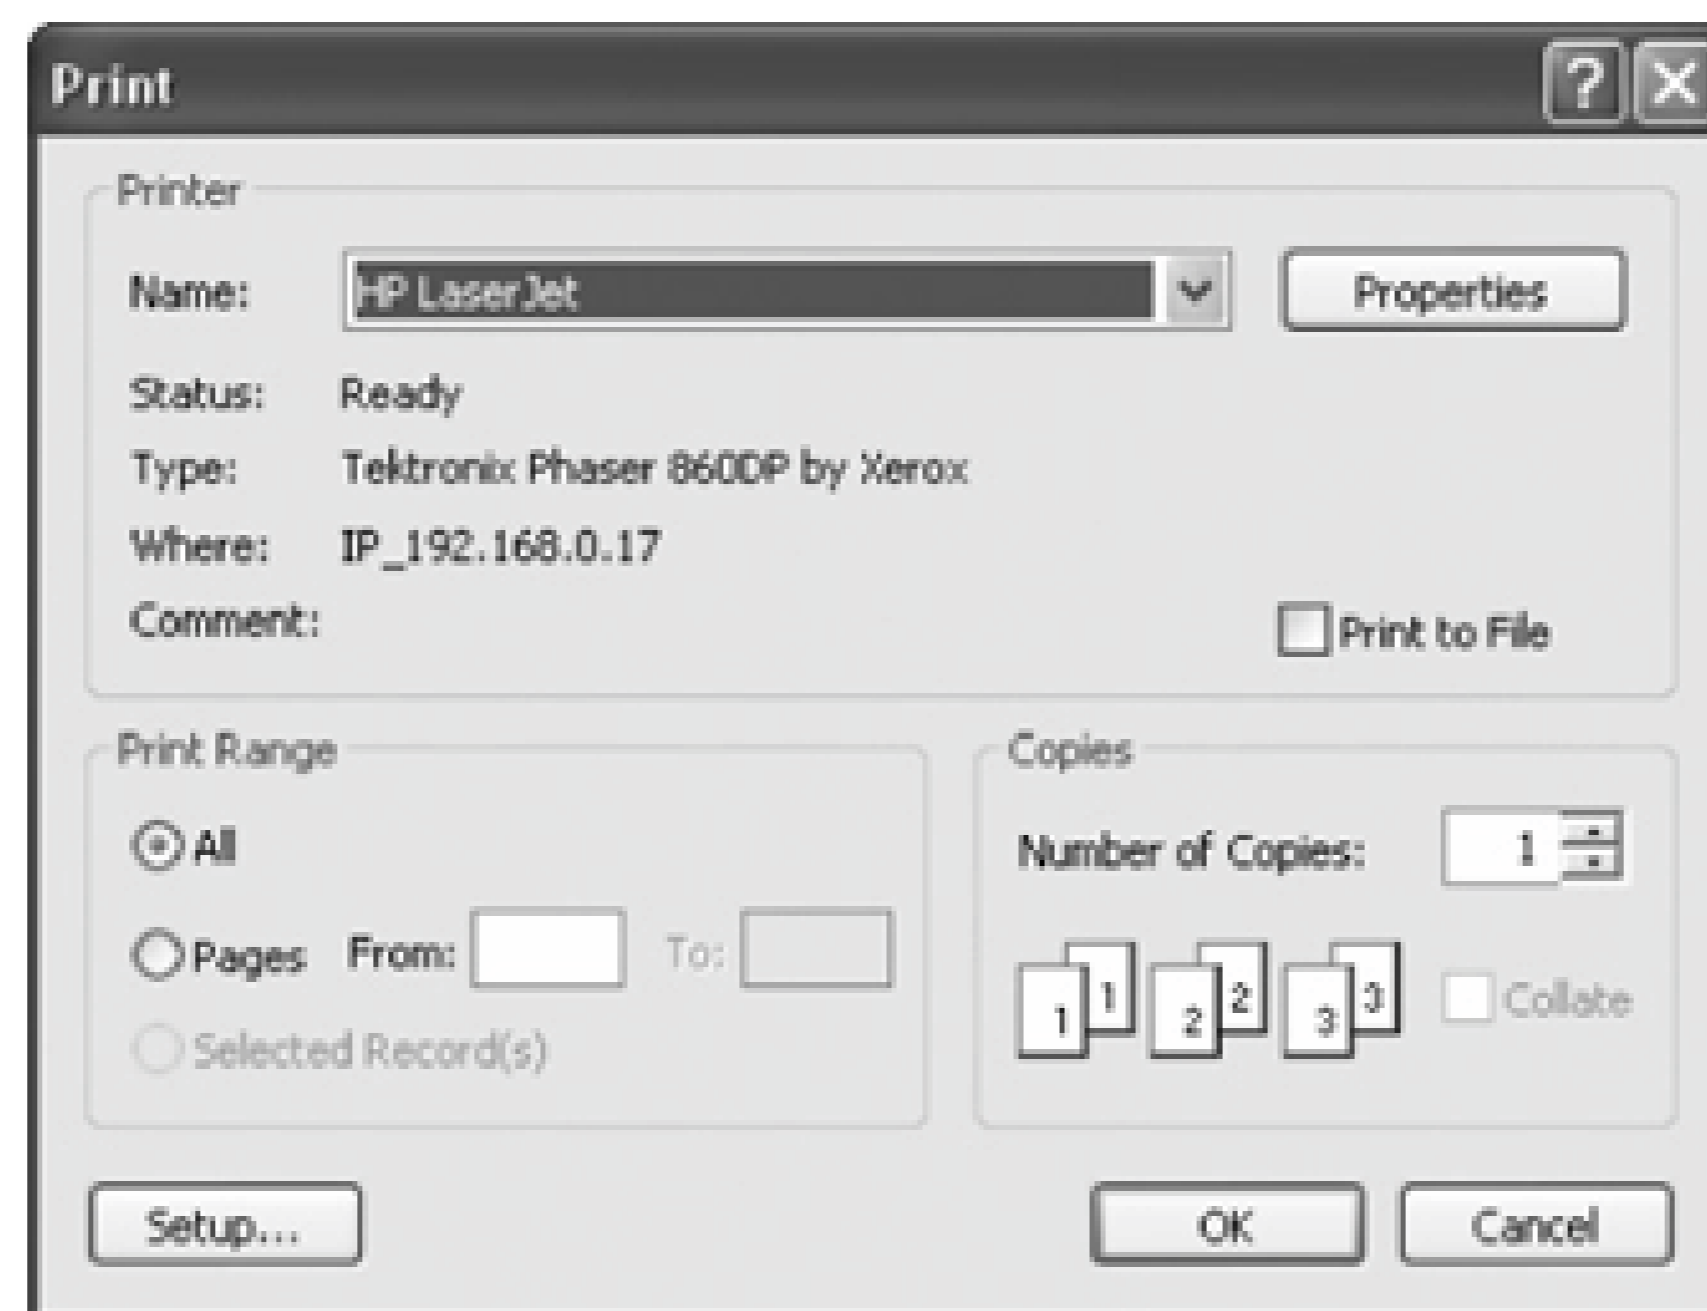 Print
Printer
Name: HP LaserJet Properties
Status: Ready
Type: Tektronix Phaser 860DP by Xerox
Where: IP_192.168.0.17
Comment: Print to File
Print Range
All
Pages From: To:
Selected Record(s)
Copies
Number of Copies: 1
1 1 2 2 3 3 Collate
Setup... OK Cancel